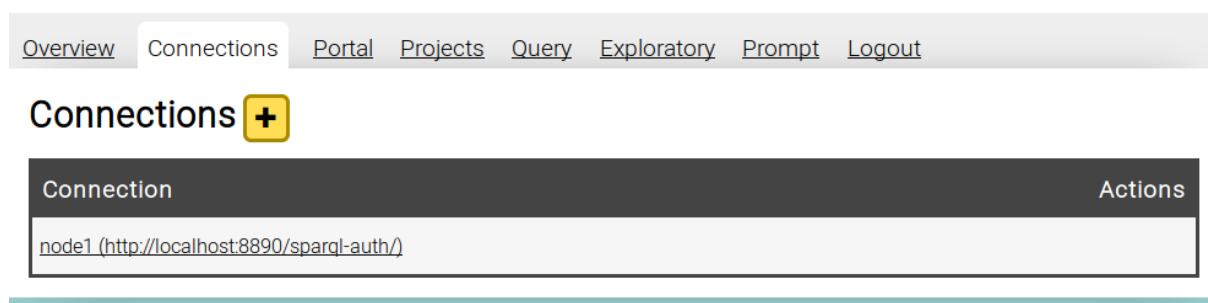 Overview Connections Portal Projects Query Exploratory Prompt Logout
Connections +
Connection Actions
node1 (http://localhost:8890/sparql-auth/)